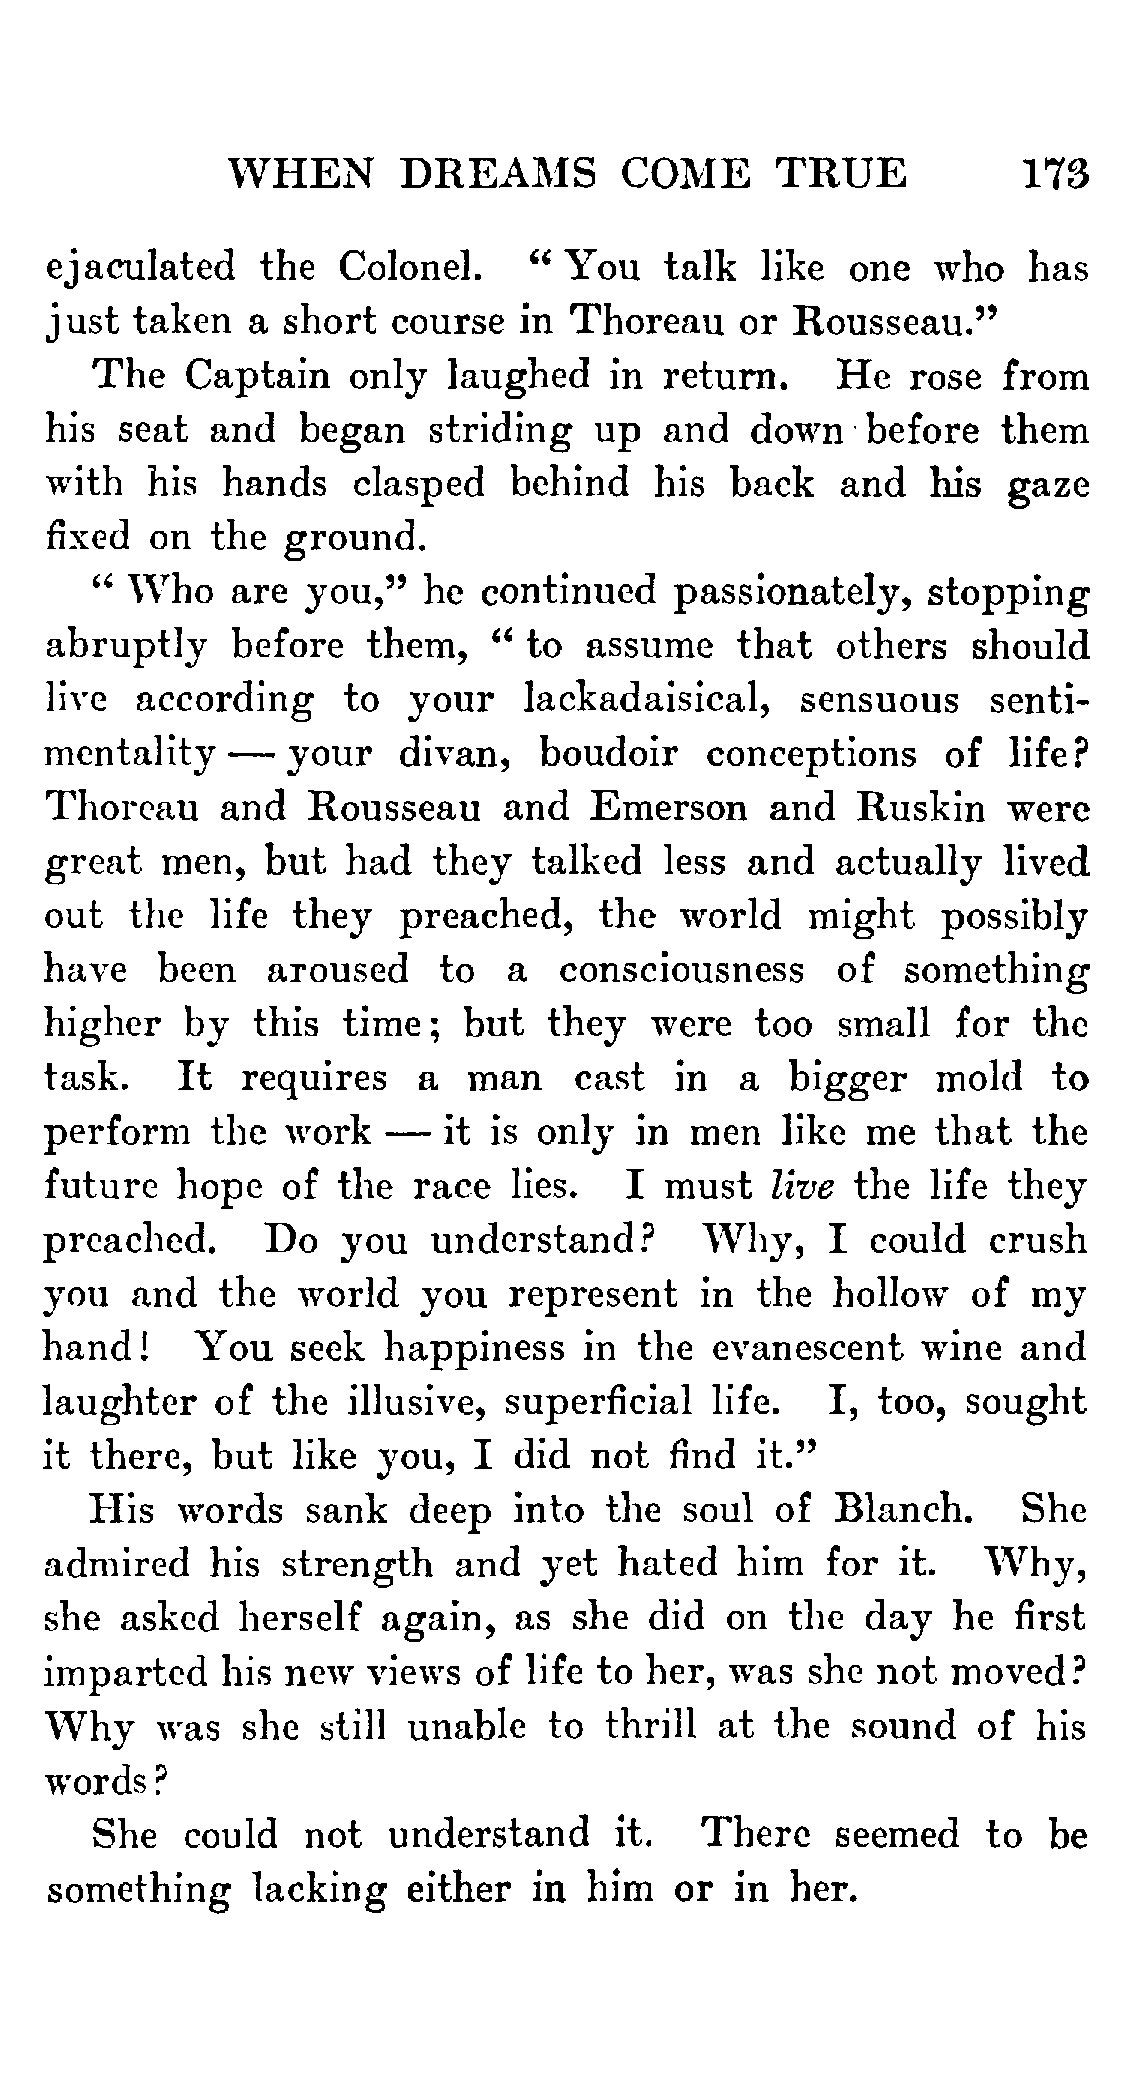 WHEN DREAMS COME TRUE 173
ejaculated the Colonel. “ You talk like one who has
just taken a short course in Thoreau or Rousseau.”
The Captain only laughed in return. He rose from
his seat and began striding up and down before them
with his hands clasped behind his back and his gaze
fixed on the ground.
“ Who are you,” he continued passionately, stopping
abruptly before them, “ to assume that others should
live according to your lackadaisical, sensuous senti-
mentality — your divan, boudoir conceptions of life?
Thoreau and Rousseau and Emerson and Ruskin were
great men, but had they talked less and actually lived
out the life they preached, the world might possibly
have been aroused to a consciousness of something
higher by this time; but they were too small for the
task. It requires a man cast in a bigger mold to
perform the work — it is only in men like me that the
future hope of the race lies. I must live the life they
preached. Do you understand? Why, I could crush
you and the world you represent in the hollow of my
hand! You seek happiness in the evanescent wine and
laughter of the illusive, superficial life. I, too, sought
it there, but like you, I did not find it.”
His words sank deep into the soul of Blanch. She
admired his strength and yet hated him for it. Why,
she asked herself again, as she did on the day he first
imparted his new views of life to her, was she not moved?
Why was she still unable to thrill at the sound of his
words?
She could not understand it. There seemed to be
something lacking either in him or in her.